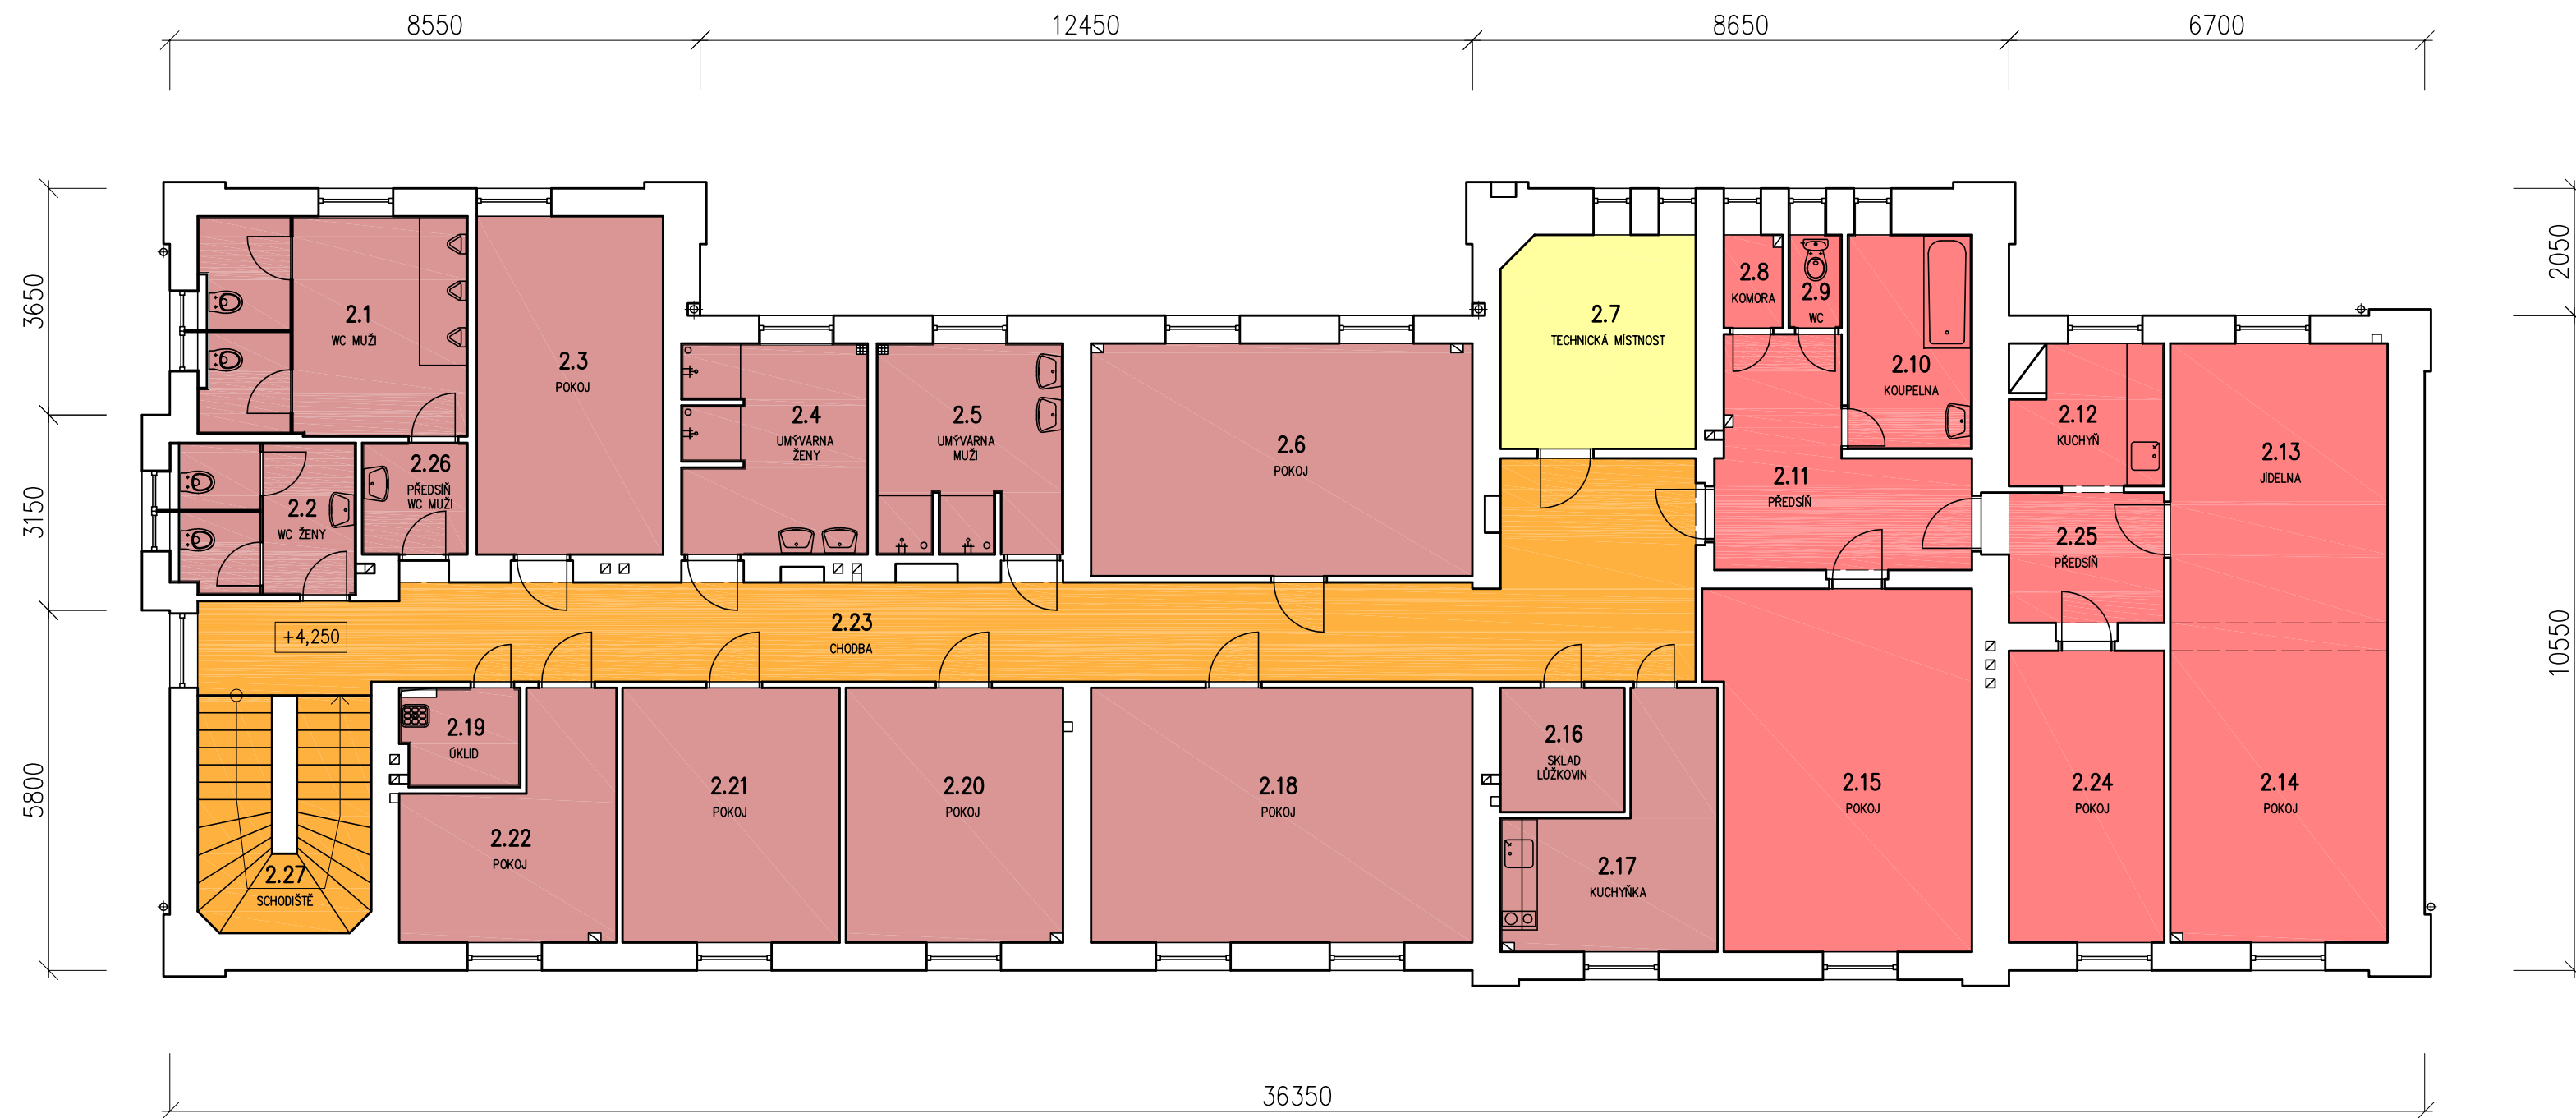 8550
12450
8650
6700
3650
3150
5800
2050
10550
36350
2.1
WC MUŽI
2.2
WC ŽENY
2.26
PŘEDSÍŇ
WC MUŽI
2.3
POKOJ
2.4
UMÝVÁRNA
ŽENY
2.5
UMÝVÁRNA
MUŽI
2.6
POKOJ
2.7
TECHNICKÁ MÍSTNOST
2.8
KOMORA
2.9
WC
2.10
KOUPELNA
2.11
PŘEDSÍŇ
2.12
KUCHYŇ
2.13
JÍDELNA
2.25
PŘEDSÍŇ
+4,250
2.23
CHODBA
2.19
ÚKLID
2.22
POKOJ
2.21
POKOJ
2.20
POKOJ
2.18
POKOJ
2.16
SKLAD
LŮŽKOVIN
2.17
KUCHYŇKA
2.15
POKOJ
2.24
POKOJ
2.14
POKOJ
2.27
SCHODIŠTĚ